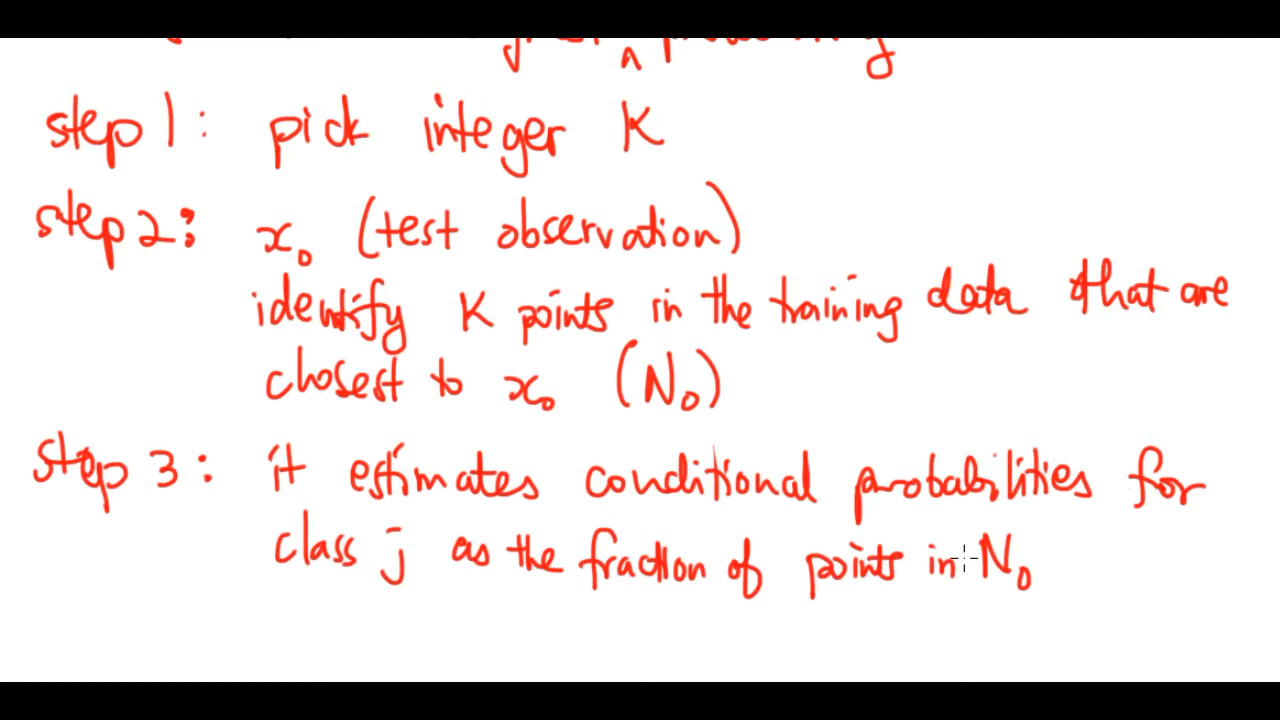 step 1: pick integer K
step 2: x₀ (test observation)
identify K points in the training data that are
closest to x₀ (N₀)
step 3: it estimates conditional probabilities for
class j as the fraction of points in N₀